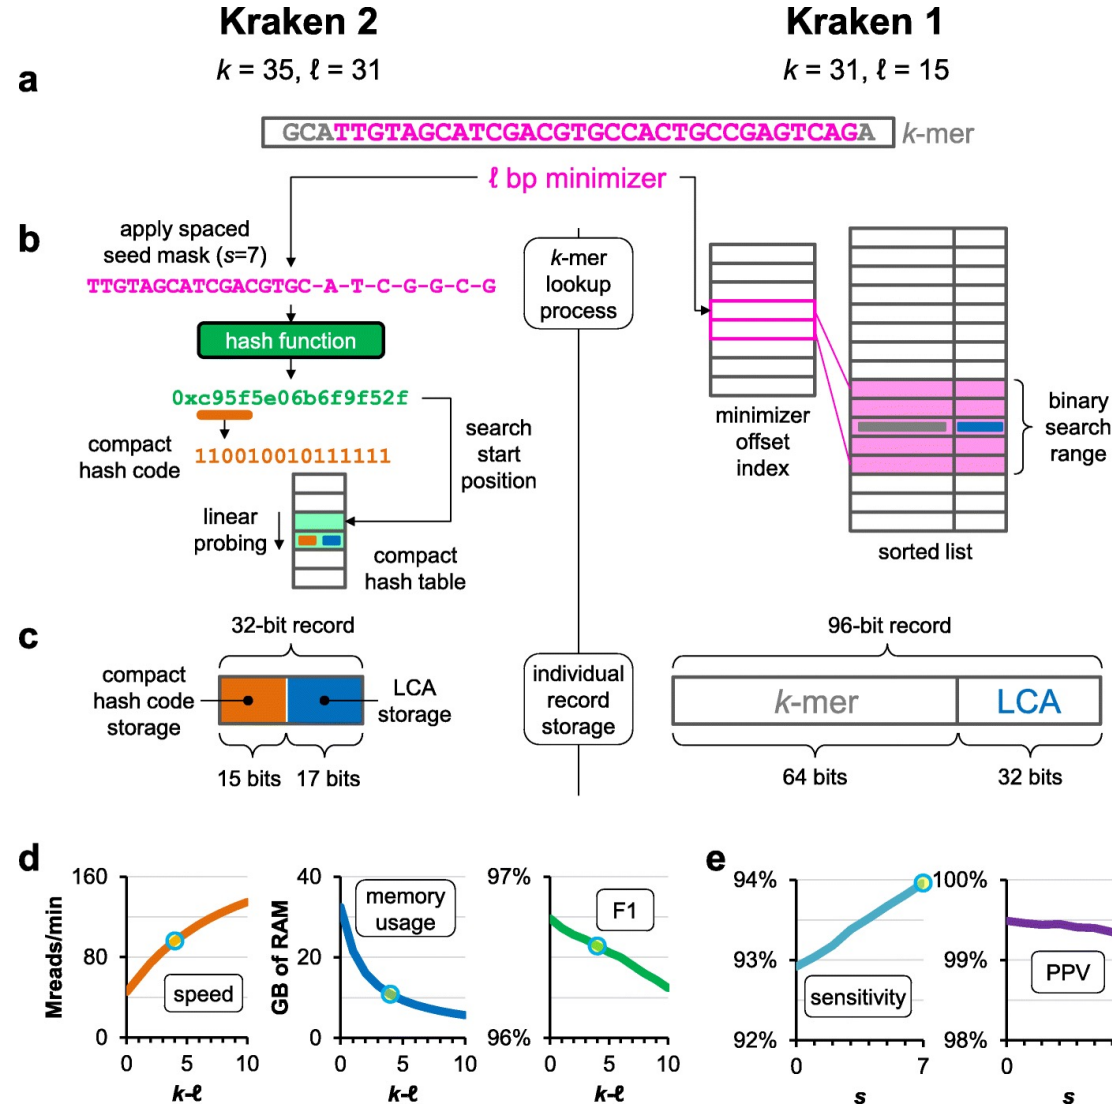 Kraken 2
Kraken 1
k = 35, ℓ = 31
k = 31, ℓ = 15
a
GCATTGTAGCATCGACGTGCCACTGCCGAGTCAGA
k-mer
ℓ bp minimizer
b
apply spaced
seed mask (s=7)
TTGTAGCATCGACGTGC-A-T-C-G-G-C-G
hash function
0xc95f5e06b6f9f52f
compact
hash code
110010010111111
search
start
position
linear
probing
compact
hash table
k-mer
lookup
process
minimizer
offset
index
binary
search
range
sorted list
c
32-bit record
compact
hash code
storage
LCA
storage
15 bits
17 bits
individual
record
storage
96-bit record
k-mer
LCA
64 bits
32 bits
d
Mreads/min
160
80
0
speed
0
5
10
k-ℓ
GB of RAM
40
20
0
memory
usage
0
5
10
k-ℓ
97%
96%
F1
0
5
10
k-ℓ
e
94%
93%
92%
sensitivity
0
7
s
100%
99%
98%
PPV
0
s